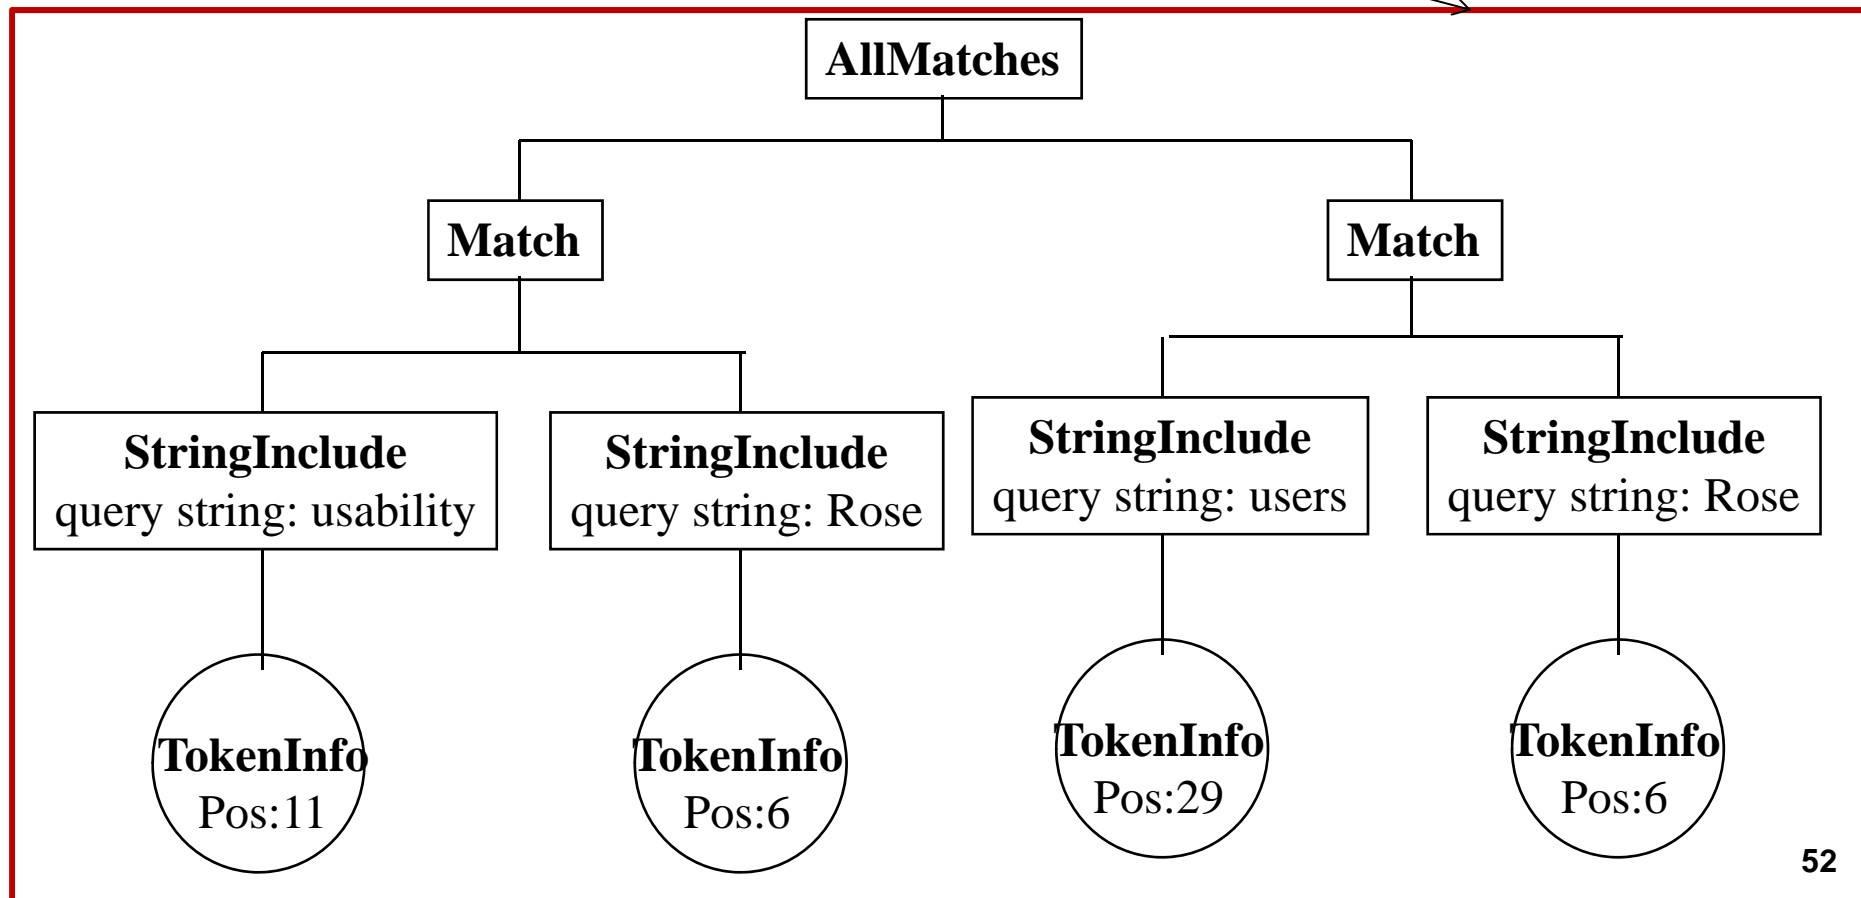 AllMatches
Match
Match
StringInclude
query string: usability
StringInclude
query string: Rose
StringInclude
query string: users
StringInclude
query string: Rose
TokenInfo
Pos:11
TokenInfo
Pos:6
TokenInfo
Pos:29
TokenInfo
Pos:6
52